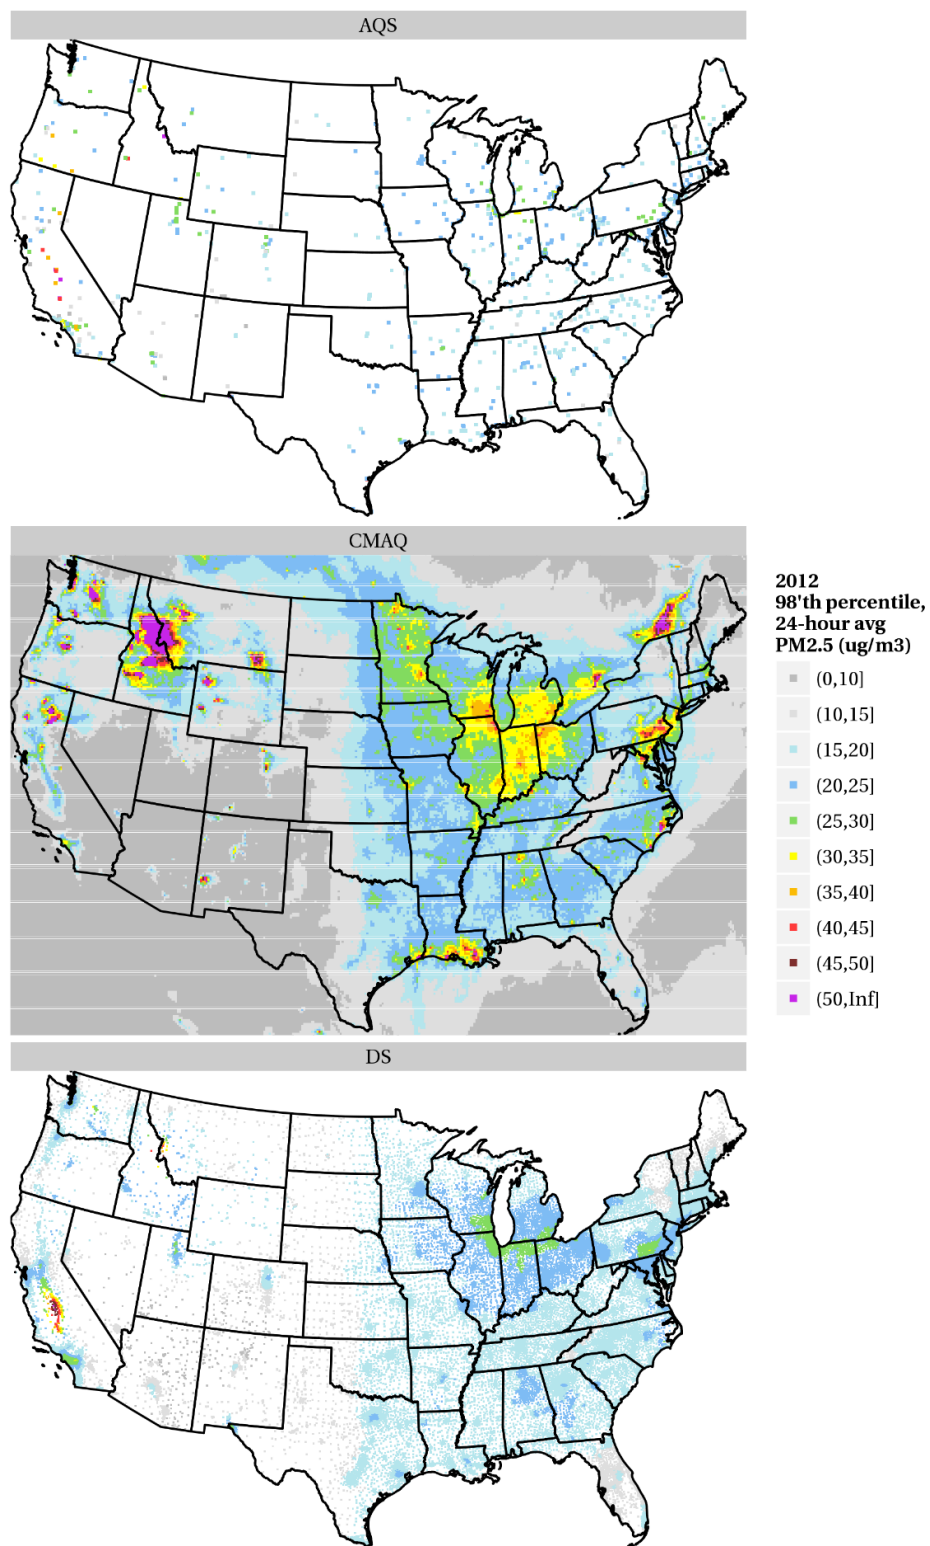 AQS
CMAQ
2012
98'th percentile,
24-hour avg
PM2.5 (ug/m3)
(0,10]
(10,15]
(15,20]
(20,25]
(25,30]
(30,35]
(35,40]
(40,45]
(45,50]
(50,Inf]
DS